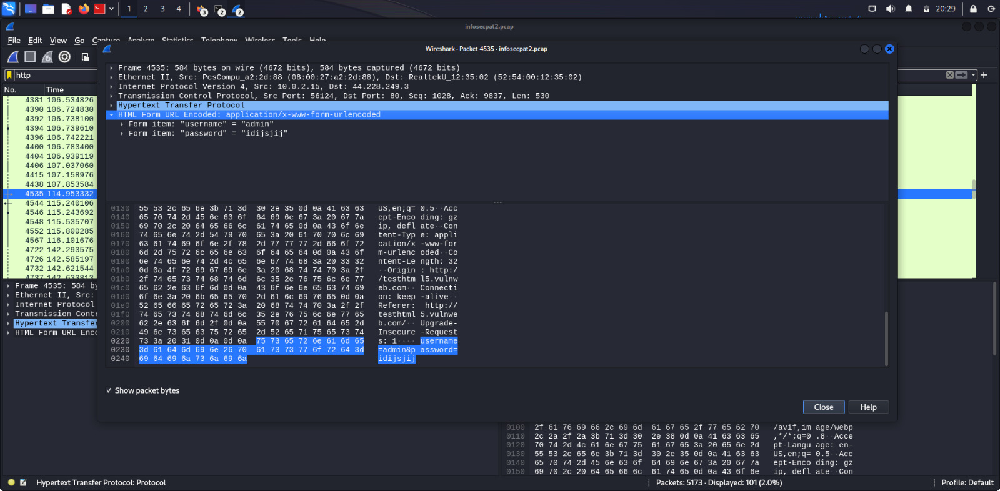 1 2 3 4 3 2 2 20:29
infosecpat2.pcap
File Edit View Go Capture Analyze Statistics Telephony Wireless Tools Help
Wireshark · Packet 4535 · infosecpat2.pcap
http
No. Time
4381 106.534826
4390 106.724830
4392 106.738100
4394 106.739610
4396 106.742221
4400 106.783400
4404 106.939119
4406 107.037060
4415 107.158976
4438 107.853584
4535 114.953332
4544 115.240106
4546 115.243692
4548 115.535707
4552 115.800285
4567 116.101676
4722 142.293575
4726 142.585197
4732 142.621544
4737 142.633813
Frame 4535: 584 bytes on wire (4672 bits), 584 bytes captured (4672 bits)
Ethernet II, Src: PcsCompu_a2:2d:88 (08:00:27:a2:2d:88), Dst: RealtekU_12:35:02 (52:54:00:12:35:02)
Internet Protocol Version 4, Src: 10.0.2.15, Dst: 44.228.249.3
Transmission Control Protocol, Src Port: 56124, Dst Port: 80, Seq: 1028, Ack: 9837, Len: 530
Hypertext Transfer Protocol
HTML Form URL Encoded: application/x-www-form-urlencoded
Form item: "username" = "admin"
Form item: "password" = "idijsjij"
0130 55 53 2c 65 6e 3b 71 3d 30 2e 35 0d 0a 41 63 63 US,en;q= 0.5··Acc
0140 65 70 74 2d 45 6e 63 6f 64 69 6e 67 3a 20 67 7a ept-Enco ding: gz
0150 69 70 2c 20 64 65 66 6c 61 74 65 0d 0a 43 6f 6e ip, defl ate··Con
0160 74 65 6e 74 2d 54 79 70 65 3a 20 61 70 70 6c 69 tent-Typ e: appli
0170 63 61 74 69 6f 6e 2f 78 2d 77 77 77 2d 66 6f 72 cation/x -www-for
0180 6d 2d 75 72 6c 65 6e 63 6f 64 65 64 0d 0a 43 6f m-urlenc oded··Co
0190 6e 74 65 6e 74 2d 4c 65 6e 67 74 68 3a 20 33 32 ntent-Le ngth: 32
01a0 0d 0a 4f 72 69 67 69 6e 3a 20 68 74 74 70 3a 2f ··Origin : http:/
01b0 2f 74 65 73 74 68 74 6d 6c 35 2e 76 75 6c 6e 77 /testhtm l5.vulnw
01c0 65 62 2e 63 6f 6d 0d 0a 43 6f 6e 6e 65 63 74 69 eb.com·· Connecti
01d0 6f 6e 3a 20 6b 65 65 70 2d 61 6c 69 76 65 0d 0a on: keep -alive··
01e0 52 65 66 65 72 65 72 3a 20 68 74 74 70 3a 2f 2f Referer: http://
01f0 74 65 73 74 68 74 6d 6c 35 2e 76 75 6c 6e 77 65 testhtml 5.vulnwe
0200 62 2e 63 6f 6d 2f 0d 0a 55 70 67 72 61 64 65 2d b.com/·· Upgrade-
0210 49 6e 73 65 63 75 72 65 2d 52 65 71 75 65 73 74 Insecure -Request
0220 73 3a 20 31 0d 0a 0d 0a 75 73 65 72 6e 61 6d 65 s: 1···· username
0230 3d 61 64 6d 69 6e 26 70 61 73 73 77 6f 72 64 3d =admin&p assword=
0240 69 64 69 6a 73 6a 69 6a idijsjij
Show packet bytes
Close Help
Frame 4535: 584 by
Ethernet II, Src:
Internet Protocol
Transmission Contr
Hypertext Transfer
HTML Form URL Enco
0100 2f 61 76 69 66 2c 69 6d 61 67 65 2f 77 65 62 70 /avif,im age/webp
0110 2c 2a 2f 2a 3b 71 3d 30 2e 38 0d 0a 41 63 63 65 ,*/*;q=0 .8··Acce
0120 70 74 2d 4c 61 6e 67 75 61 67 65 3a 20 65 6e 2d pt-Langu age: en-
0130 55 53 2c 65 6e 3b 71 3d 30 2e 35 0d 0a 41 63 63 US,en;q= 0.5··Acc
0140 65 70 74 2d 45 6e 63 6f 64 69 6e 67 3a 20 67 7a ept-Enco ding: gz
0150 69 70 2c 20 64 65 66 6c 61 74 65 0d 0a 43 6f 6e ip, defl ate··Con
Hypertext Transfer Protocol: Protocol
Packets: 5173 · Displayed: 101 (2.0%)
Profile: Default